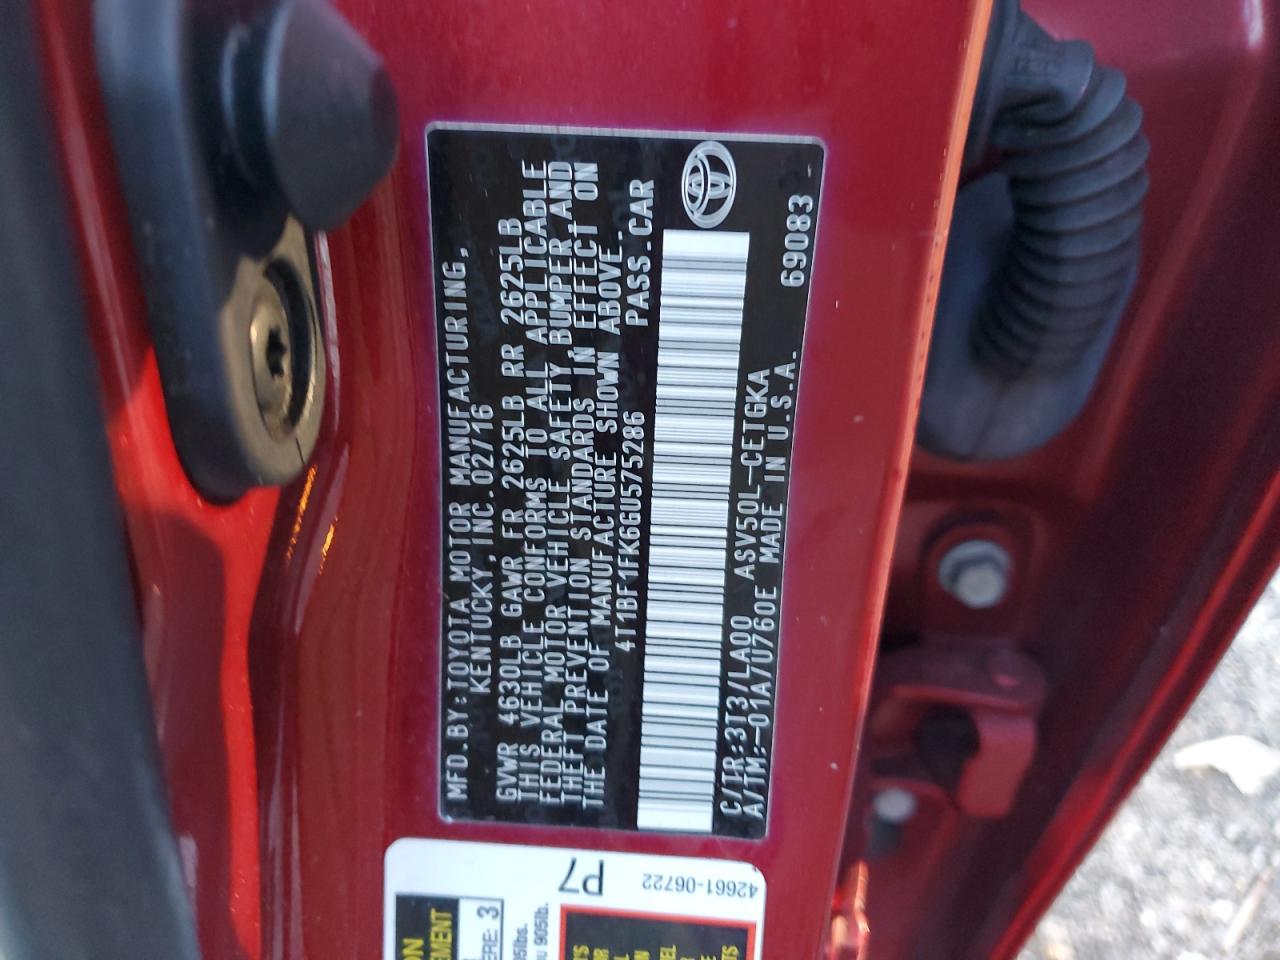 MFD.BY:TOYOTA MOTOR MANUFACTURING,
KENTUCKY, INC. 02/16
GVWR 4630LB GAWR FR 2625LB RR 2625LB
THIS VEHICLE CONFORMS TO ALL APPLICABLE
FEDERAL MOTOR VEHICLE SAFETY, BUMPER, AND
THEFT PREVENTION STANDARDS IN EFFECT ON
THE DATE OF MANUFACTURE SHOWN ABOVE.
4T1BF1FK6GU575286 PASS.CAR
C/TR:3T3/LA00 ASV50L-CETGKA
A/TM:-01A/U760E MADE IN U.S.A. 69083
P7
42661-06722
3
905lb.